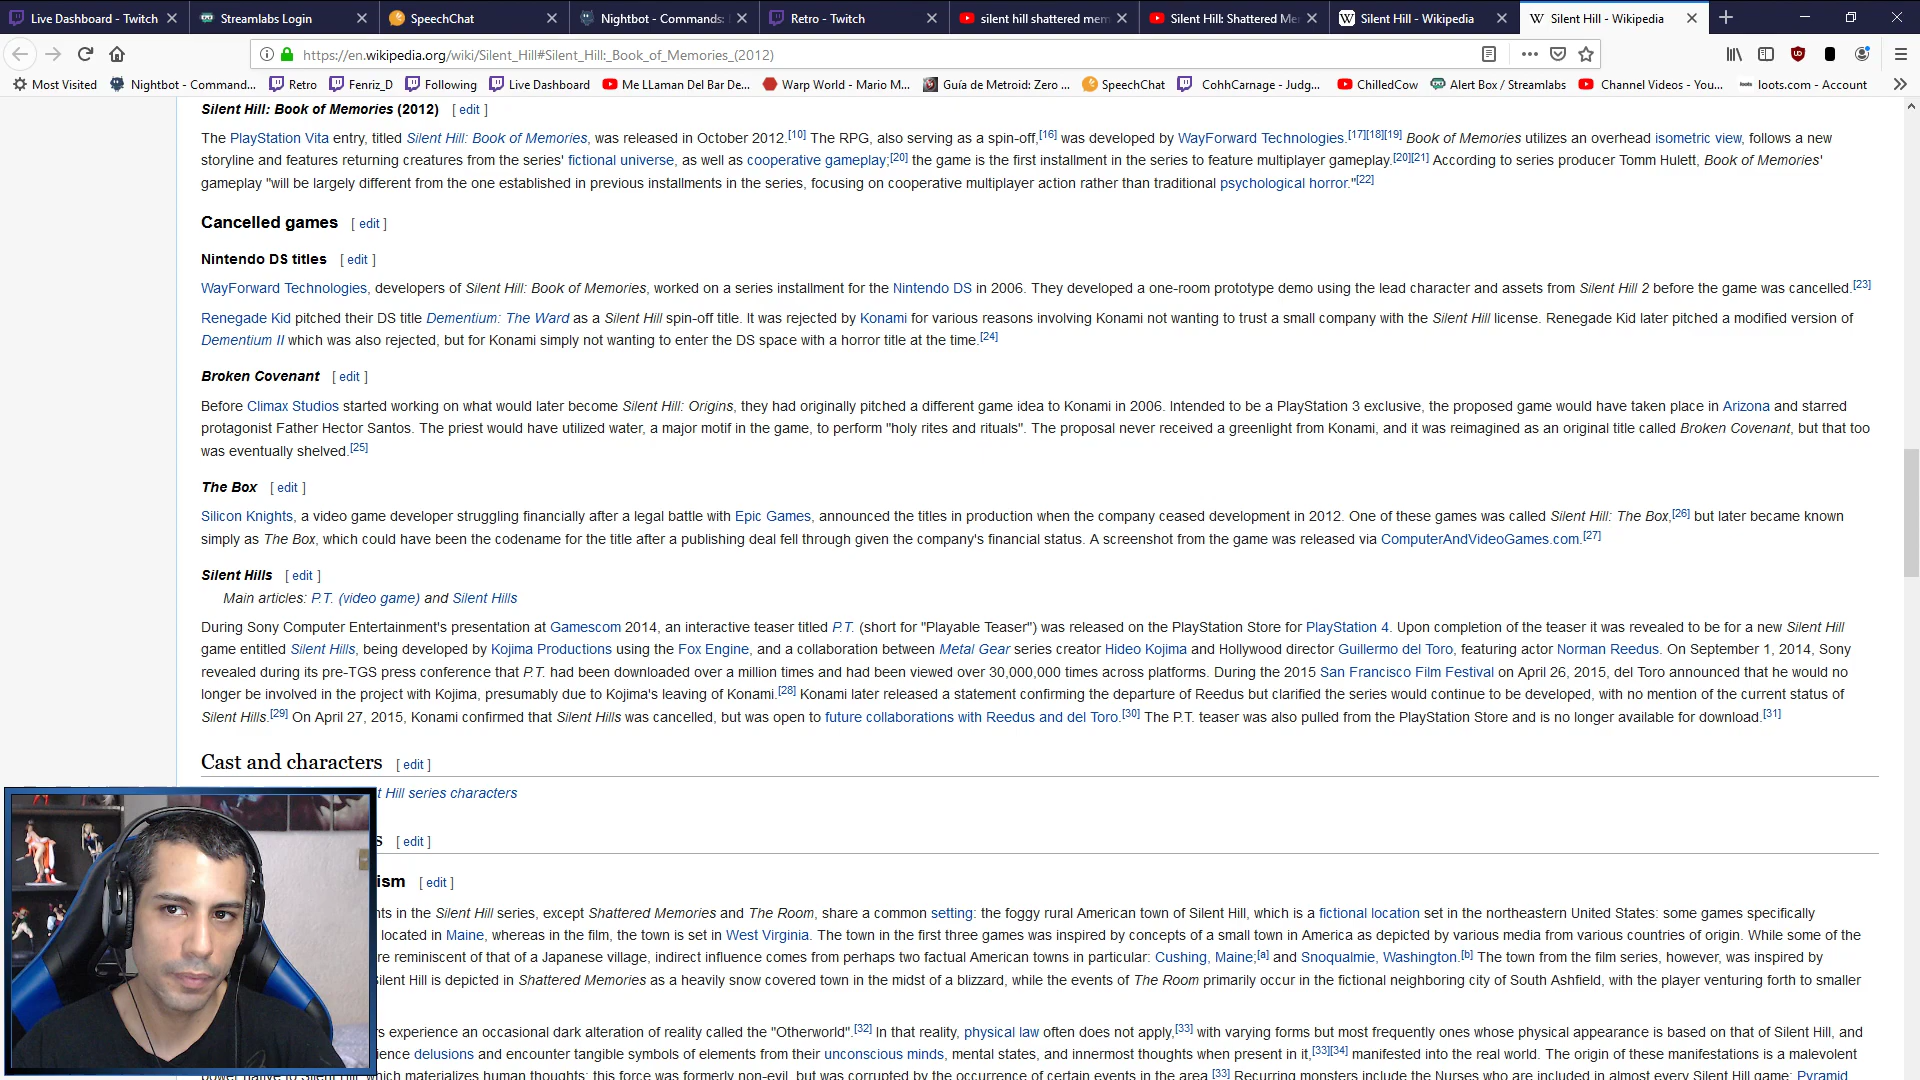 Live Dashboard - Twitch
Streamlabs Login
SpeechChat
Nightbot - Commands:
Retro - Twitch
silent hill shattered mem
Silent Hill: Shattered Me
Silent Hill - Wikipedia
Silent Hill - Wikipedia
https://en.wikipedia.org/wiki/Silent_Hill#Silent_Hill:_Book_of_Memories_(2012)
Most Visited
Nightbot - Command...
Retro
Fenriz_D
Following
Live Dashboard
Me LLaman Del Bar De...
Warp World - Mario M...
Guía de Metroid: Zero ...
SpeechChat
CohhCarnage - Judg...
ChilledCow
Alert Box / Streamlabs
Channel Videos - You...
loots.com - Account
Silent Hill: Book of Memories (2012) [ edit ]
The PlayStation Vita entry, titled Silent Hill: Book of Memories, was released in October 2012.[10] The RPG, also serving as a spin-off,[16] was developed by WayForward Technologies.[17][18][19] Book of Memories utilizes an overhead isometric view, follows a new
storyline and features returning creatures from the series' fictional universe, as well as cooperative gameplay;[20] the game is the first installment in the series to feature multiplayer gameplay.[20][21] According to series producer Tomm Hulett, Book of Memories'
gameplay "will be largely different from the one established in previous installments in the series, focusing on cooperative multiplayer action rather than traditional psychological horror."[22]
Cancelled games [ edit ]
Nintendo DS titles [ edit ]
WayForward Technologies, developers of Silent Hill: Book of Memories, worked on a series installment for the Nintendo DS in 2006. They developed a one-room prototype demo using the lead character and assets from Silent Hill 2 before the game was cancelled.[23]
Renegade Kid pitched their DS title Dementium: The Ward as a Silent Hill spin-off title. It was rejected by Konami for various reasons involving Konami not wanting to trust a small company with the Silent Hill license. Renegade Kid later pitched a modified version of
Dementium II which was also rejected, but for Konami simply not wanting to enter the DS space with a horror title at the time.[24]
Broken Covenant [ edit ]
Before Climax Studios started working on what would later become Silent Hill: Origins, they had originally pitched a different game idea to Konami in 2006. Intended to be a PlayStation 3 exclusive, the proposed game would have taken place in Arizona and starred
protagonist Father Hector Santos. The priest would have utilized water, a major motif in the game, to perform "holy rites and rituals". The proposal never received a greenlight from Konami, and it was reimagined as an original title called Broken Covenant, but that too
was eventually shelved.[25]
The Box [ edit ]
Silicon Knights, a video game developer struggling financially after a legal battle with Epic Games, announced the titles in production when the company ceased development in 2012. One of these games was called Silent Hill: The Box,[26] but later became known
simply as The Box, which could have been the codename for the title after a publishing deal fell through given the company's financial status. A screenshot from the game was released via ComputerAndVideoGames.com.[27]
Silent Hills [ edit ]
Main articles: P.T. (video game) and Silent Hills
During Sony Computer Entertainment's presentation at Gamescom 2014, an interactive teaser titled P.T. (short for "Playable Teaser") was released on the PlayStation Store for PlayStation 4. Upon completion of the teaser it was revealed to be for a new Silent Hill
game entitled Silent Hills, being developed by Kojima Productions using the Fox Engine, and a collaboration between Metal Gear series creator Hideo Kojima and Hollywood director Guillermo del Toro, featuring actor Norman Reedus. On September 1, 2014, Sony
revealed during its pre-TGS press conference that P.T. had been downloaded over a million times and had been viewed over 30,000,000 times across platforms. During the 2015 San Francisco Film Festival on April 26, 2015, del Toro announced that he would no
longer be involved in the project with Kojima, presumably due to Kojima's leaving of Konami.[28] Konami later released a statement confirming the departure of Reedus but clarified the series would continue to be developed, with no mention of the current status of
Silent Hills.[29] On April 27, 2015, Konami confirmed that Silent Hills was cancelled, but was open to future collaborations with Reedus and del Toro.[30] The P.T. teaser was also pulled from the PlayStation Store and is no longer available for download.[31]
Cast and characters [ edit ]
t Hill series characters
s [ edit ]
ism [ edit ]
nts in the Silent Hill series, except Shattered Memories and The Room, share a common setting: the foggy rural American town of Silent Hill, which is a fictional location set in the northeastern United States: some games specifically
located in Maine, whereas in the film, the town is set in West Virginia. The town in the first three games was inspired by concepts of a small town in America as depicted by various media from various countries of origin. While some of the
re reminiscent of that of a Japanese village, indirect influence comes from perhaps two factual American towns in particular: Cushing, Maine;[a] and Snoqualmie, Washington.[b] The town from the film series, however, was inspired by
Silent Hill is depicted in Shattered Memories as a heavily snow covered town in the midst of a blizzard, while the events of The Room primarily occur in the fictional neighboring city of South Ashfield, with the player venturing forth to smaller
rs experience an occasional dark alteration of reality called the "Otherworld".[32] In that reality, physical law often does not apply,[33] with varying forms but most frequently ones whose physical appearance is based on that of Silent Hill, and
ience delusions and encounter tangible symbols of elements from their unconscious minds, mental states, and innermost thoughts when present in it,[33][34] manifested into the real world. The origin of these manifestations is a malevolent
power native to Silent Hill, which materializes human thoughts; this force was formerly non-evil, but was corrupted by the occurrence of certain events in the area.[33] Recurring monsters include the Nurses who are included in almost every Silent Hill game; Pyramid